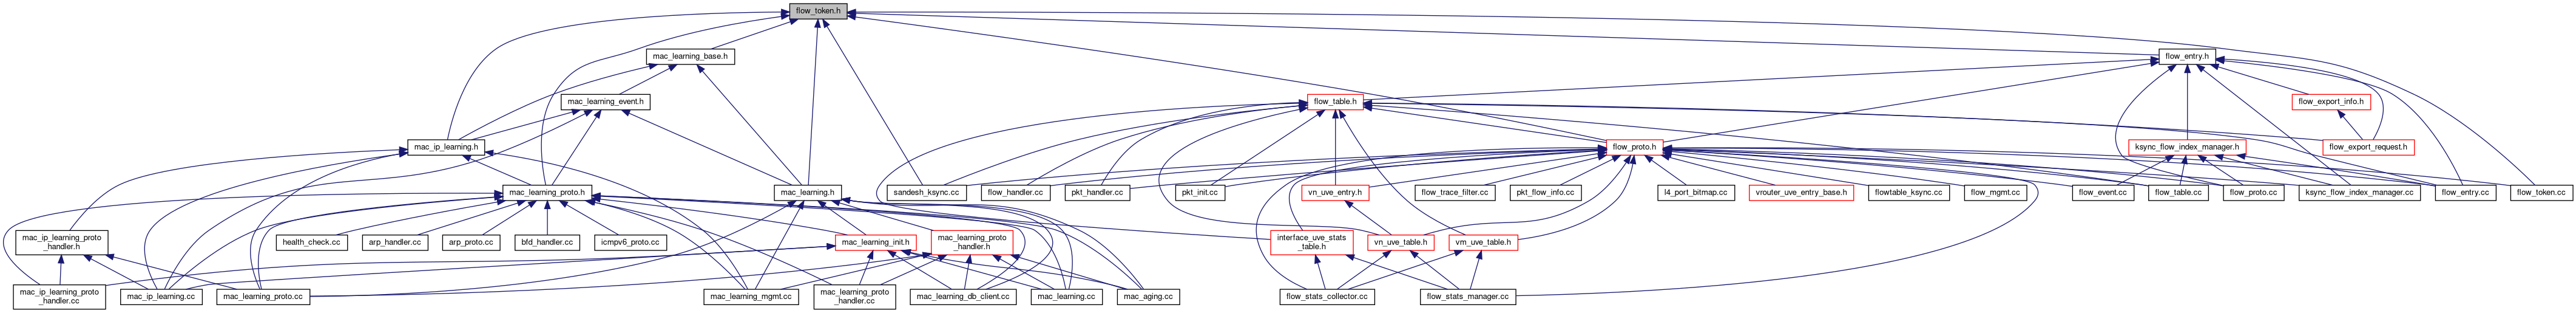 flow_token.h
mac_learning_base.h
flow_entry.h
mac_learning_event.h
flow_table.h
flow_export_info.h
mac_ip_learning.h
flow_proto.h
ksync_flow_index_manager.h
flow_export_request.h
mac_learning_proto.h
mac_learning.h
sandesh_ksync.cc
flow_handler.cc
pkt_handler.cc
pkt_init.cc
vn_uve_entry.h
flow_trace_filter.cc
pkt_flow_info.cc
l4_port_bitmap.cc
vrouter_uve_entry_base.h
flowtable_ksync.cc
flow_mgmt.cc
flow_event.cc
flow_table.cc
flow_proto.cc
ksync_flow_index_manager.cc
flow_entry.cc
flow_token.cc
mac_ip_learning_proto
_handler.h
health_check.cc
arp_handler.cc
arp_proto.cc
bfd_handler.cc
icmpv6_proto.cc
mac_learning_init.h
mac_learning_proto
_handler.h
interface_uve_stats
_table.h
vn_uve_table.h
vm_uve_table.h
mac_ip_learning_proto
_handler.cc
mac_ip_learning.cc
mac_learning_proto.cc
mac_learning_mgmt.cc
mac_learning_proto
_handler.cc
mac_learning_db_client.cc
mac_learning.cc
mac_aging.cc
flow_stats_collector.cc
flow_stats_manager.cc